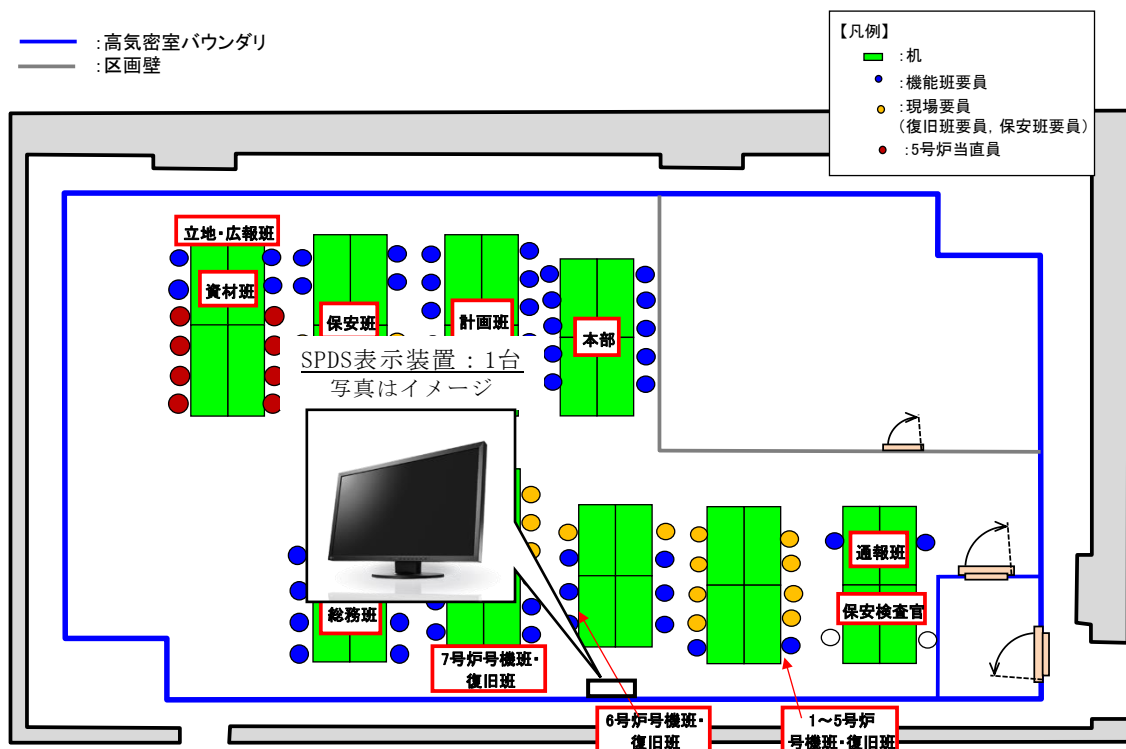 :高気密室バウンダリ
:区画壁
【凡例】
:机
:機能班要員
:現場要員
(復旧班要員，保安班要員)
:5号炉当直員
立地・広報班
資材班
保安班
計画班
本部
SPDS表示装置：1台
写真はイメージ
総務班
7号炉号機班・
復旧班
6号炉号機班・
復旧班
1～5号炉
号機班・復旧班
通報班
保安検査官